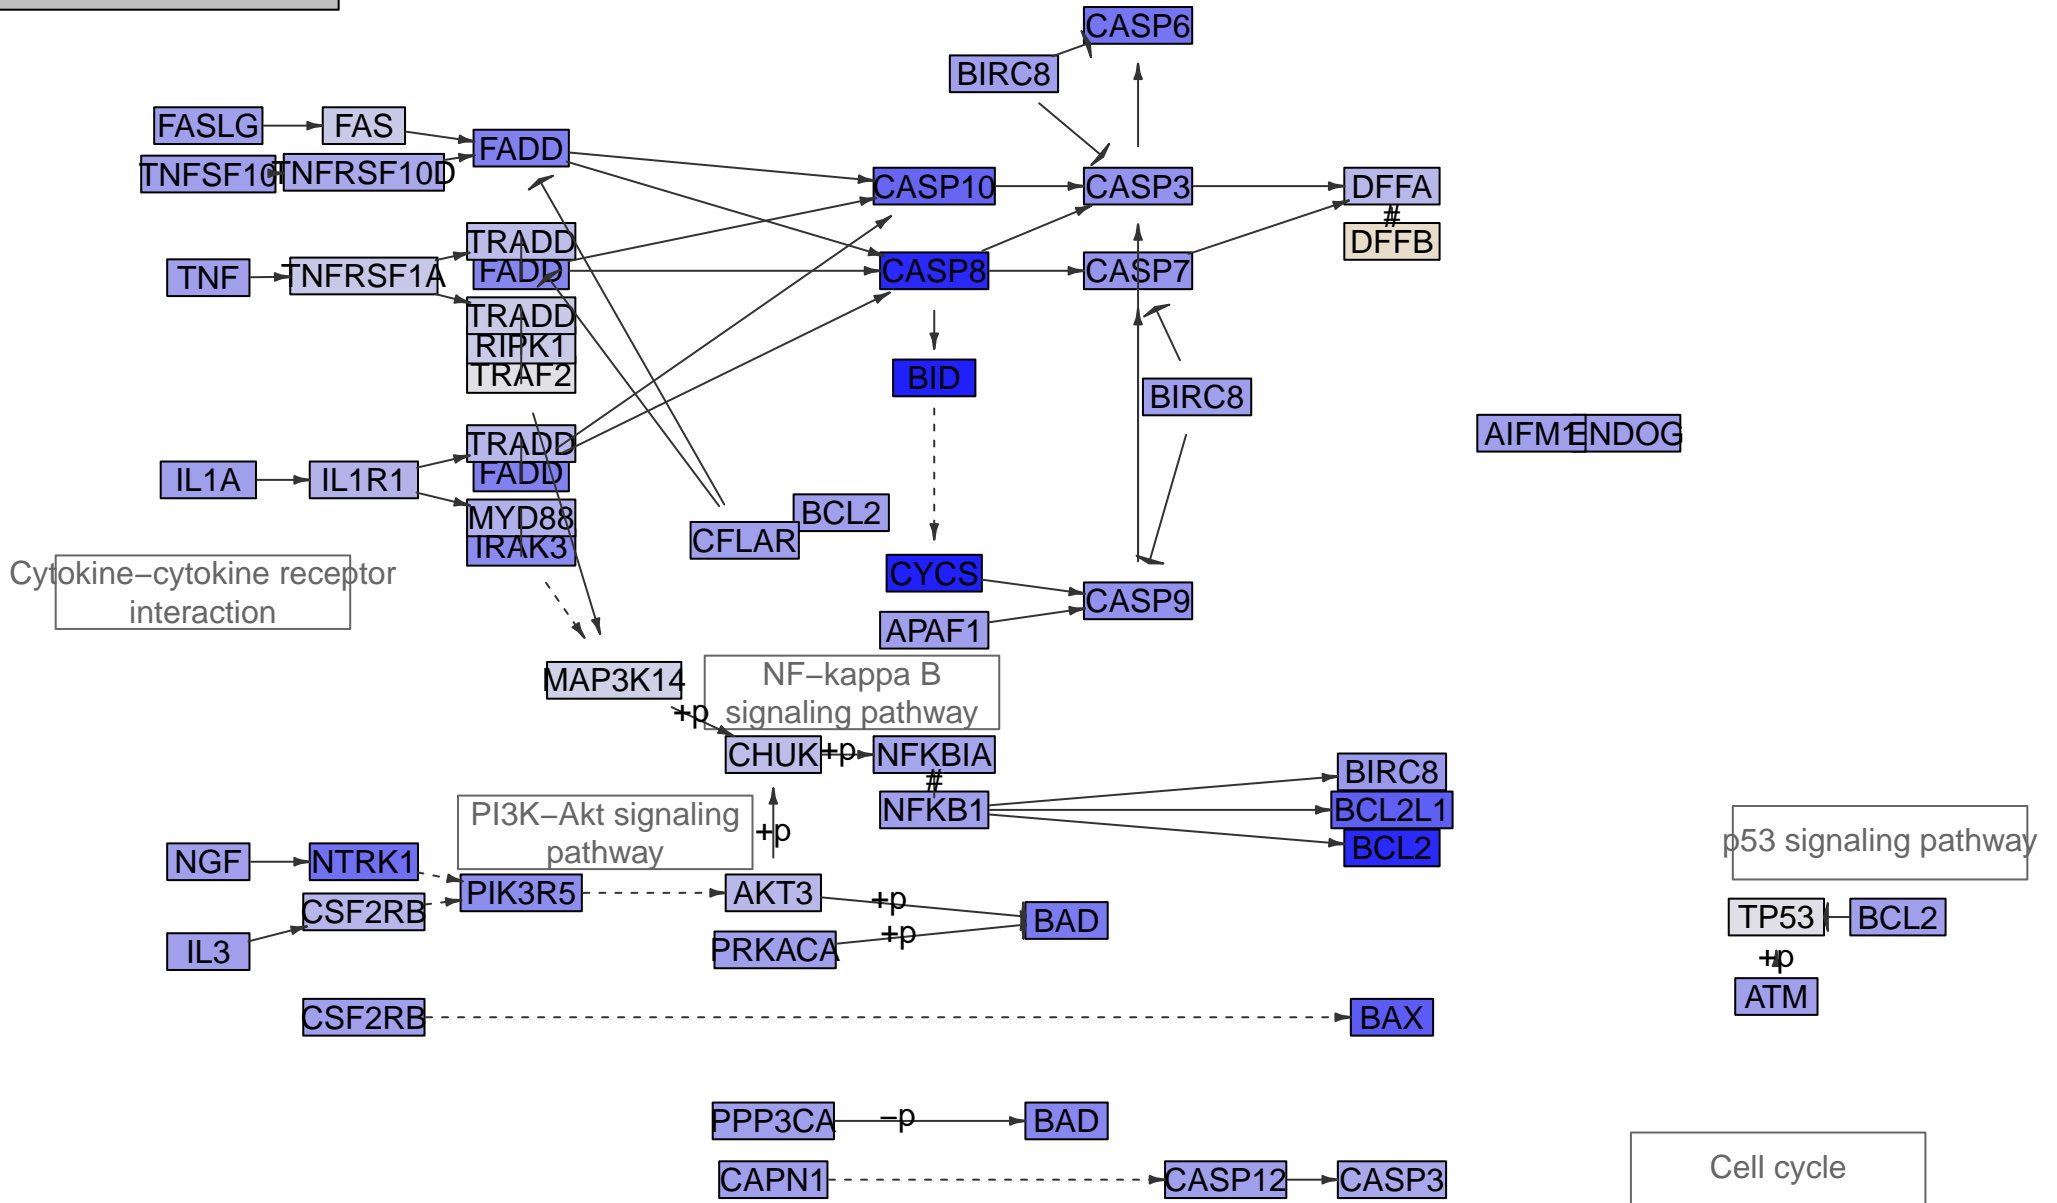 CASP6
BIRC8
FASLG
FAS
FADD
TNFSF10
TNFRSF10D
CASP10
CASP3
DFFA
#
DFFB
TRADD
FADD
TNF
TNFRSF1A
CASP8
CASP7
TRADD
RIPK1
TRAF2
BID
BIRC8
AIFM1
ENDOG
TRADD
FADD
IL1A
IL1R1
MYD88
IRAK3
BCL2
CFLAR
Cytokine–cytokine receptor
interaction
CYCS
CASP9
APAF1
MAP3K14
NF–kappa B
signaling pathway
+p
CHUK
+p
NFKBIA
#
NFKB1
BIRC8
BCL2L1
BCL2
PI3K–Akt signaling
pathway
+p
p53 signaling pathway
NGF
NTRK1
PIK3R5
AKT3
+p
BAD
CSF2RB
IL3
PRKACA
+p
TP53
BCL2
+p
ATM
CSF2RB
BAX
PPP3CA
–p
BAD
CAPN1
CASP12
CASP3
Cell cycle